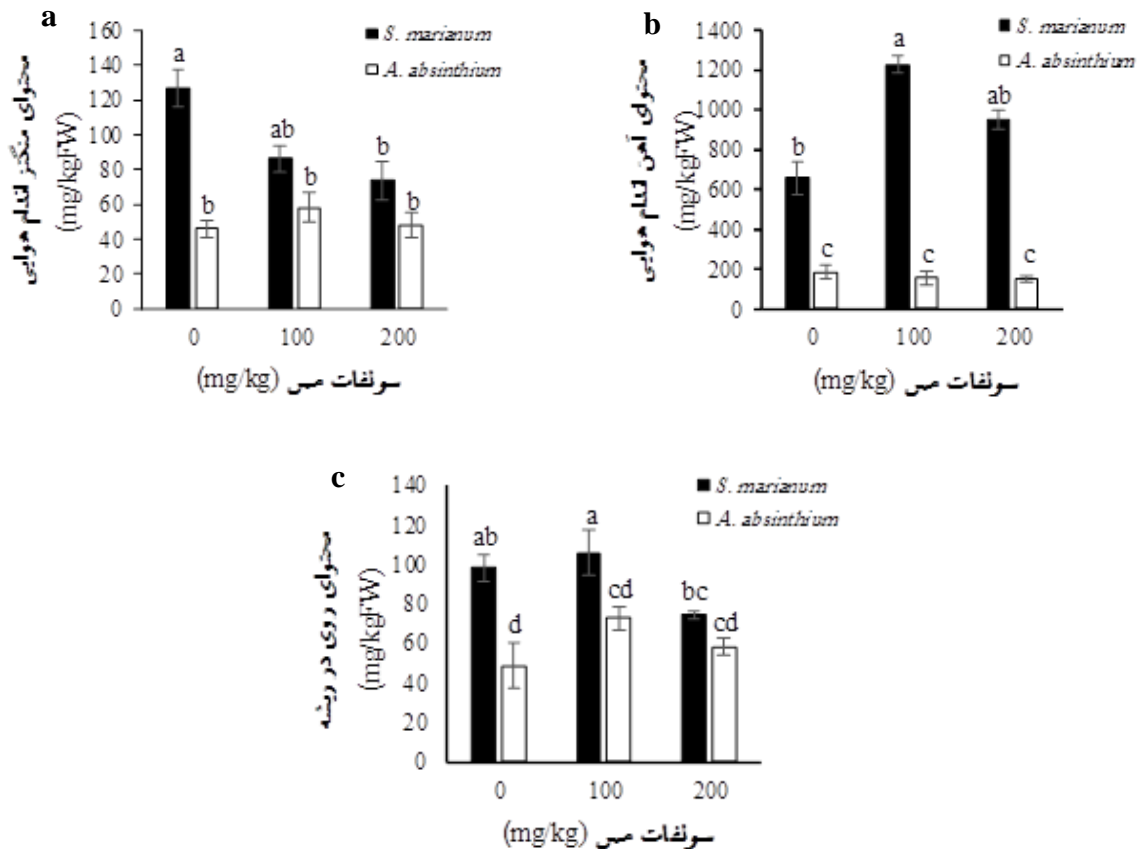 a
محتوای منگنز اندام هوایی
(mg/kgFW)
160
140
120
100
80
60
40
20
0
S. marianum
A. absinthium
a
b
ab
b
b
b
0 100 200
سولفات مس (mg/kg)
b
محتوای آهن اندام هوایی
(mg/kgFW)
1400
1200
1000
800
600
400
200
0
S. marianum
A. absinthium
b
c
a
c
ab
c
0 100 200
سولفات مس (mg/kg)
c
محتوای روی در ریشه
(mg/kgFW)
140
120
100
80
60
40
20
0
S. marianum
A. absinthium
ab
d
a
cd
bc
cd
0 100 200
سولفات مس (mg/kg)